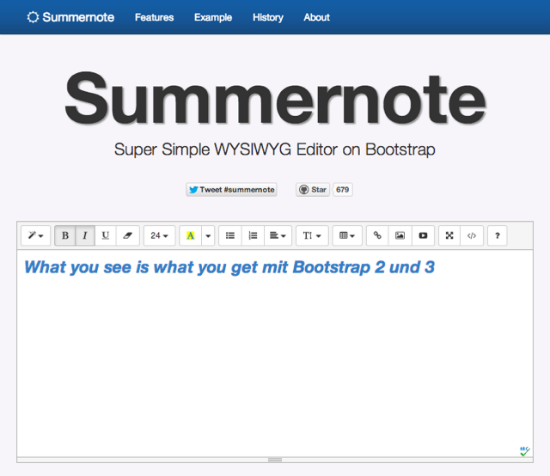 Summernote Features Example History About
Summernote
Super Simple WYSIWYG Editor on Bootstrap
Tweet #summernote Star 679
B I U 24 A T ?
What you see is what you get mit Bootstrap 2 und 3